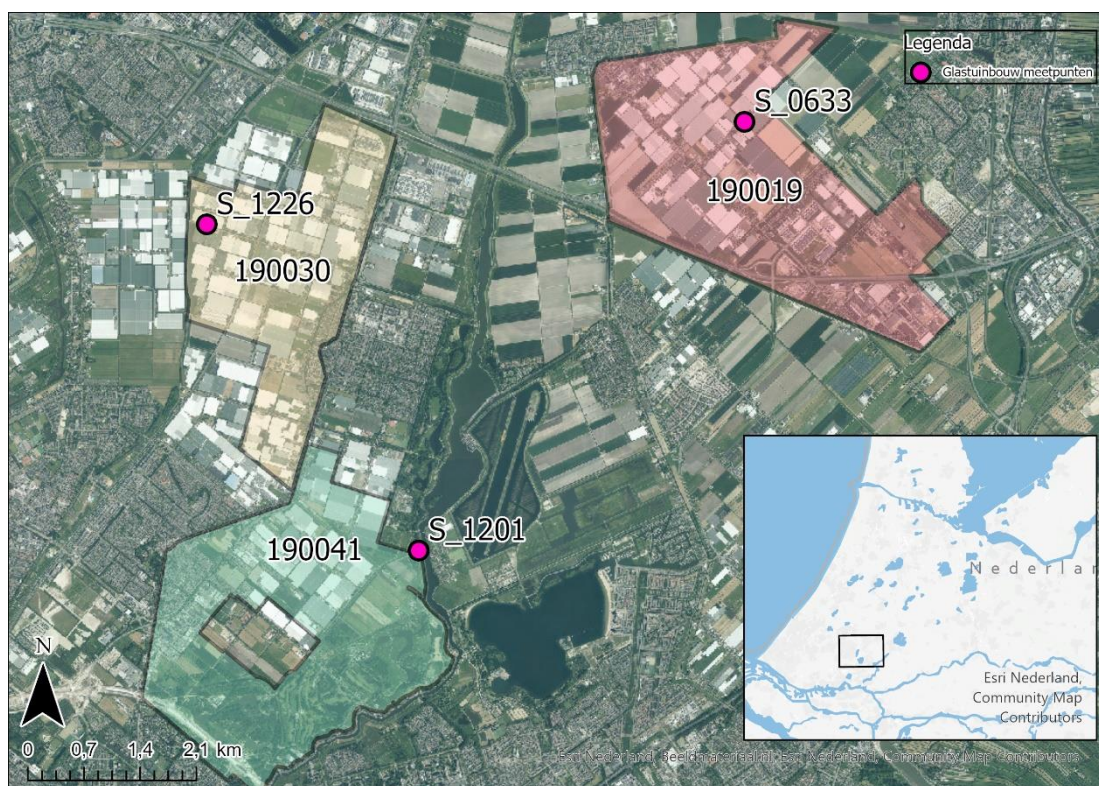 Legenda
Glastuinbouw meetpunten
S_0633
190019
S_1226
190030
S_1201
190041
N
0 0,7 1,4 2,1 km
Nederlan
Esri Nederland,
Community Map
Contributors
Esri Nederland, Beeldmateriaal.nl, Esri Nederland, Community Map Contributors